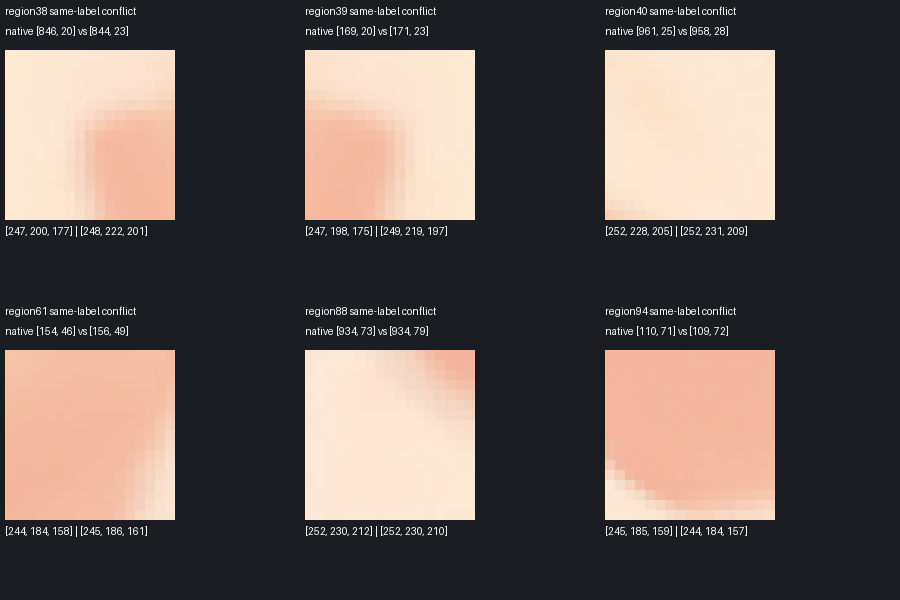 region38 same-label conflict
native [846, 20] vs [844, 23]
[247, 200, 177] | [248, 222, 201]
region39 same-label conflict
native [169, 20] vs [171, 23]
[247, 198, 175] | [249, 219, 197]
region40 same-label conflict
native [961, 25] vs [958, 28]
[252, 228, 205] | [252, 231, 209]
region61 same-label conflict
native [154, 46] vs [156, 49]
[244, 184, 158] | [245, 186, 161]
region88 same-label conflict
native [934, 73] vs [934, 79]
[252, 230, 212] | [252, 230, 210]
region94 same-label conflict
native [110, 71] vs [109, 72]
[245, 185, 159] | [244, 184, 157]